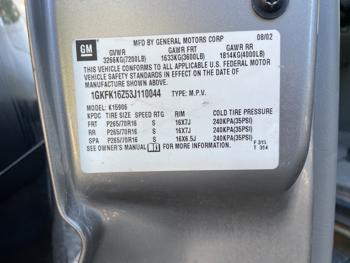 MFD BY GENERAL MOTORS CORP 08/02
GM GVWR GAWR FRT GAWR RR
3266KG(7200LB) 1633KG(3600LB) 1814KG(4000LB)
THIS VEHICLE CONFORMS TO ALL APPLICABLE U.S. FEDERAL MOTOR
VEHICLE SAFETY STANDARDS IN EFFECT ON THE DATE OF
MANUFACTURE SHOWN ABOVE.
1GKFK16Z53J110044 TYPE: M.P.V.
MODEL: K15906
KPDC TIRE SIZE SPEED RTG RIM COLD TIRE PRESSURE
FRT P265/70R16 S 16X7J 240KPA(35PSI)
RR P265/70R16 S 16X7J 240KPA(35PSI)
SPA P265/70R16 S 16X6.5J 240KPA(35PSI)
SEE OWNER'S MANUAL